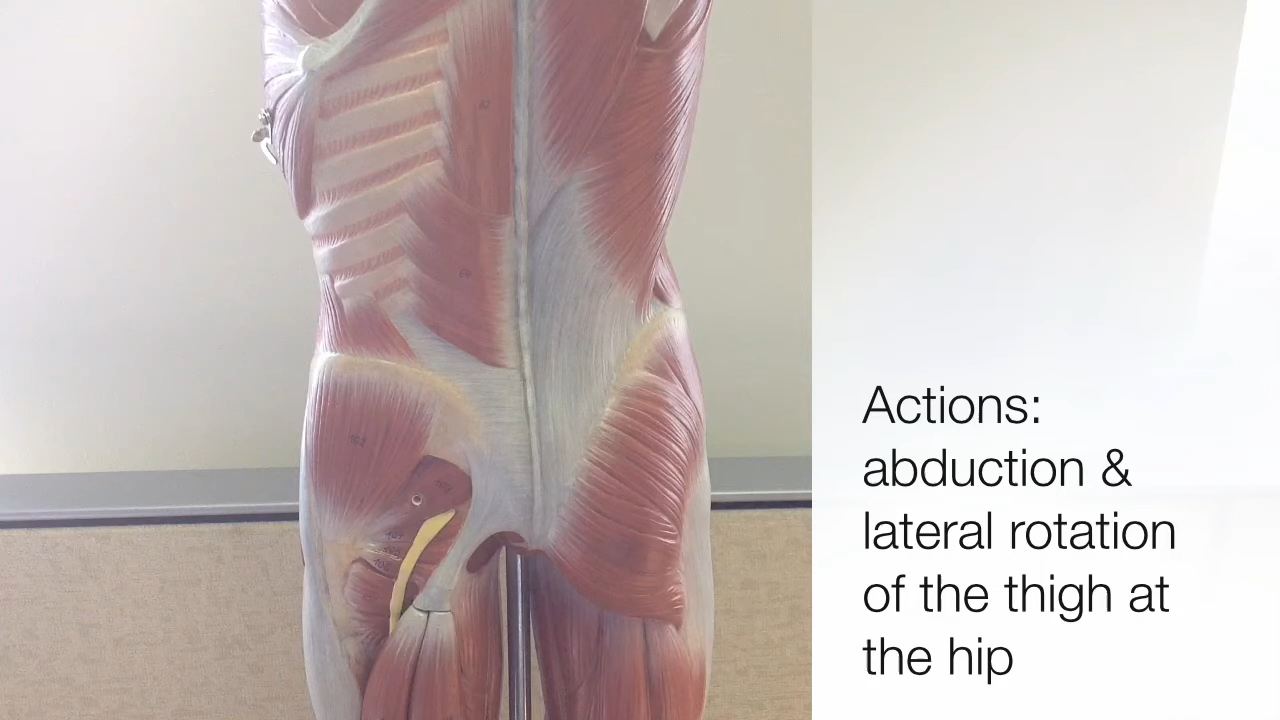 Actions:
abduction &
lateral rotation
of the thigh at
the hip